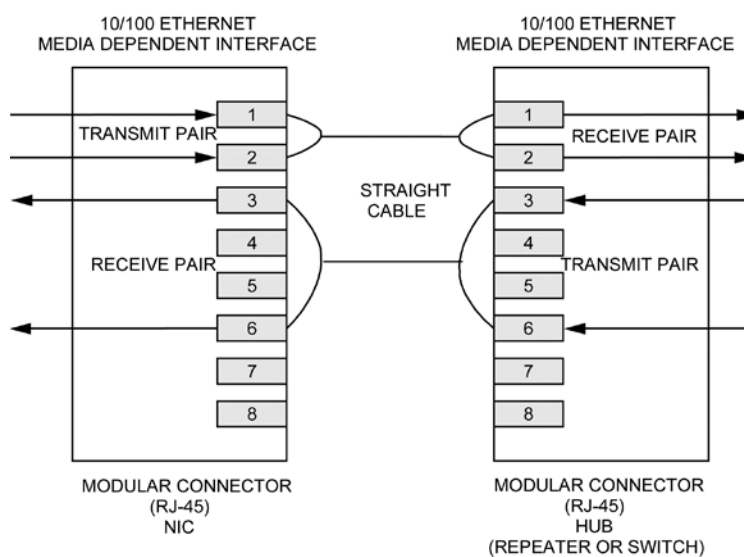 10/100 ETHERNET
MEDIA DEPENDENT INTERFACE
10/100 ETHERNET
MEDIA DEPENDENT INTERFACE
1
TRANSMIT PAIR
2
3
4
RECEIVE PAIR
5
6
7
8
STRAIGHT
CABLE
1
RECEIVE PAIR
2
3
4
TRANSMIT PAIR
5
6
7
8
MODULAR CONNECTOR
(RJ-45)
NIC
MODULAR CONNECTOR
(RJ-45)
HUB
(REPEATER OR SWITCH)